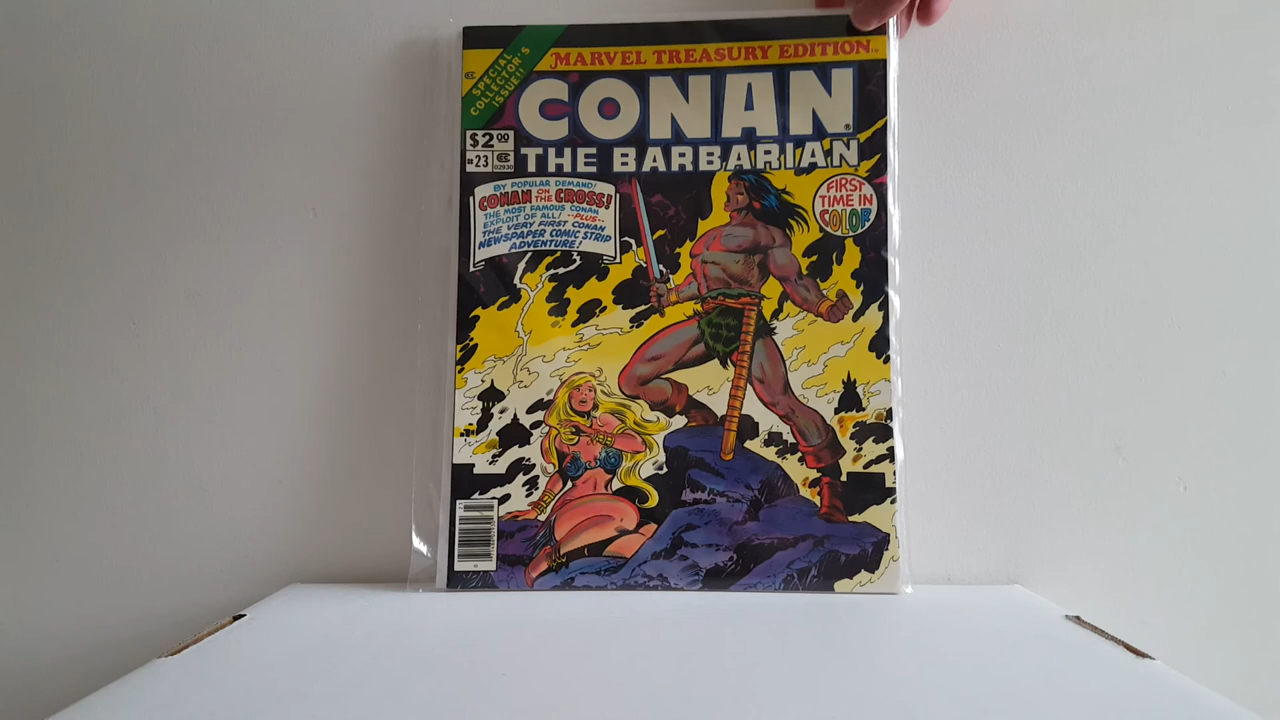 SPECIAL
COLLECTOR'S
ISSUE!!
MARVEL TREASURY EDITION
CONAN
THE BARBARIAN
$2.00
#23
02930
BY POPULAR DEMAND!
CONAN ON THE CROSS!
THE MOST FAMOUS CONAN
EXPLOIT OF ALL! --PLUS--
THE VERY FIRST CONAN
NEWSPAPER COMIC STRIP
ADVENTURE!
FIRST
TIME IN
COLOR